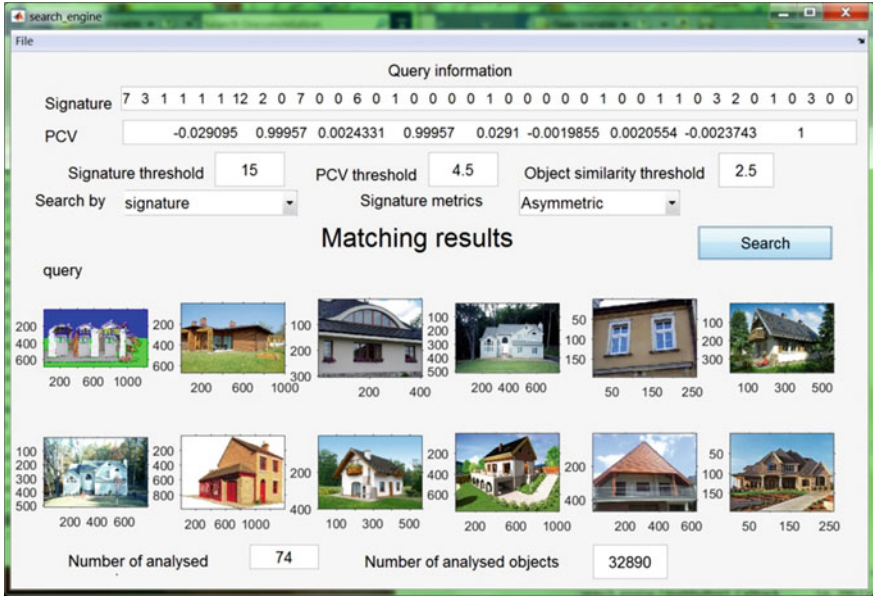 search_engine
File
Query information
Signature 7 3 1 1 1 1 12 2 0 7 0 0 6 0 1 0 0 0 1 0 0 0 0 1 0 0 1 1 0 3 2 0 1 0 3 0 0
PCV -0.029095 0.99957 0.0024331 0.99957 0.0291 -0.0019855 0.0020554 -0.0023743 1
Signature threshold 15 PCV threshold 4.5 Object similarity threshold 2.5
Search by signature Signature metrics Asymmetric
Matching results Search
query
200 400 600 200 600 1000
200 400 600 200 600 1000
100 200 300 200 400
100 200 300 400 500 200 400 600
50 100 150 50 150 250
100 200 300 100 300 500
100 200 300 400 500 200 400 600
200 400 600 800 200 600 1000
200 400 100 300 500
200 400 600 200 600 1000
200 400 200 400 600
50 100 150 50 150 250
Number of analysed 74 Number of analysed objects 32890